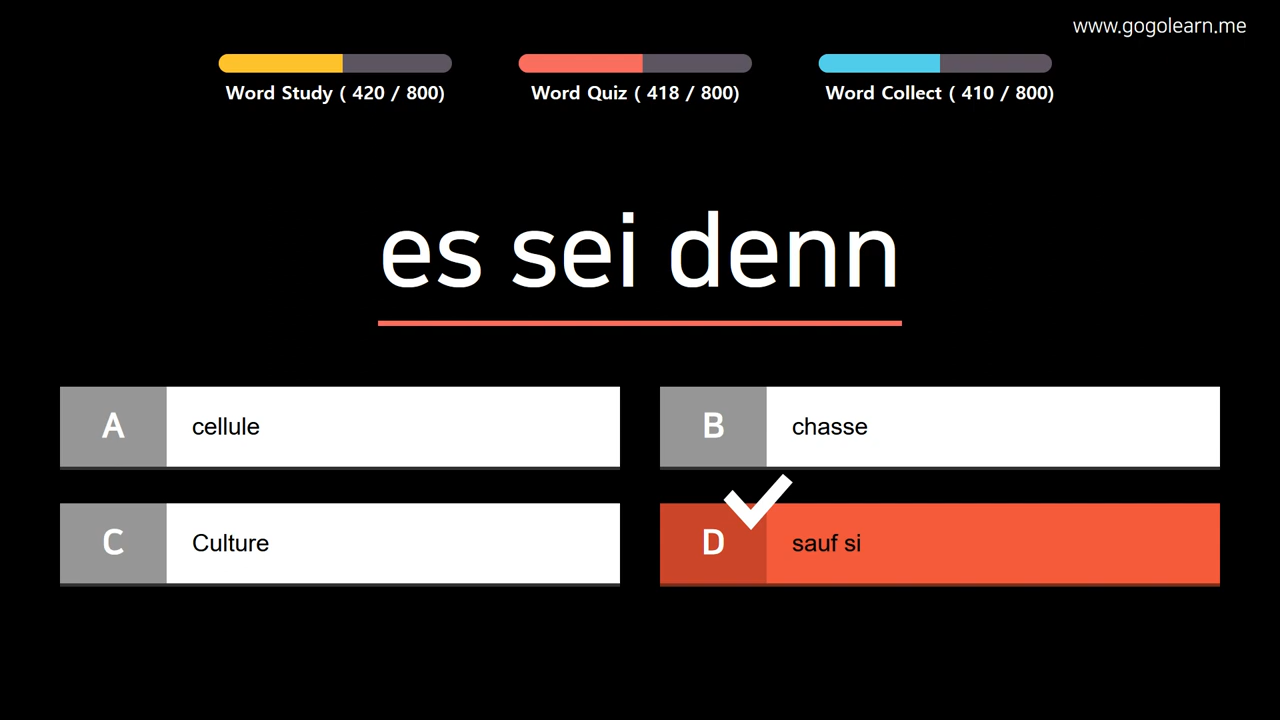 www.gogolearn.me
Word Study ( 420 / 800)
Word Quiz ( 418 / 800)
Word Collect ( 410 / 800)
es sei denn
A cellule
B chasse
C Culture
D sauf si